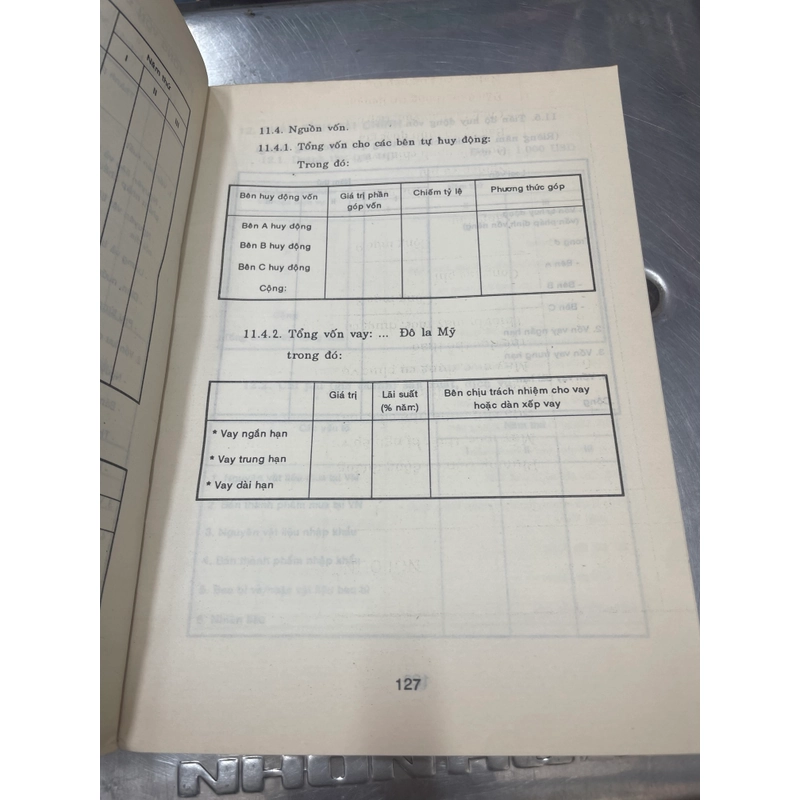 Năm thứ
I
II
III
11.4. Nguồn vốn.
11.4.1. Tổng vốn cho các bên tự huy động:
Trong đó:
Bên huy động vốn
Giá trị phần góp vốn
Chiếm tỷ lệ
Phương thức góp
Bên A huy động
Bên B huy động
Bên C huy động
Cộng:
11.4.2. Tổng vốn vay: ... Đô la Mỹ
trong đó:
Giá trị
Lãi suất
(% năm)
Bên chịu trách nhiệm cho vay
hoặc dàn xếp vay
* Vay ngắn hạn
* Vay trung hạn
* Vay dài hạn
127